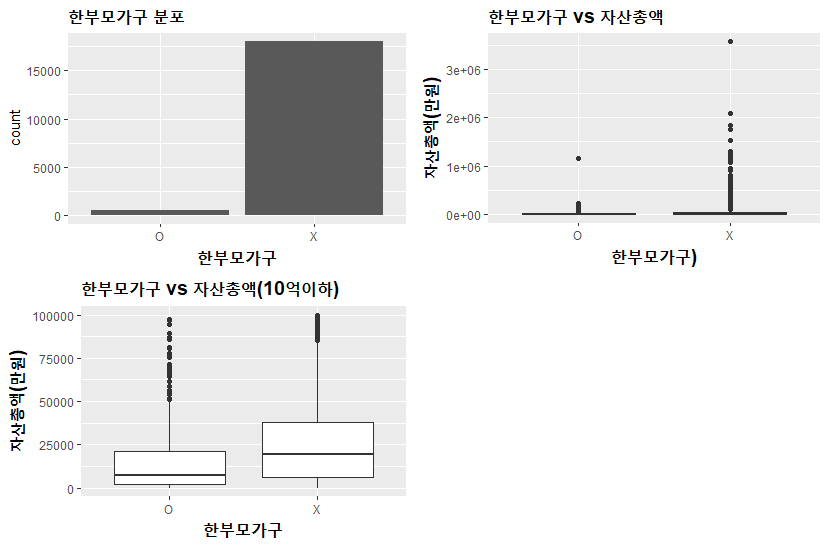 한부모가구 분포
count
15000
10000
5000
0
O
X
한부모가구
한부모가구 vs 자산총액
자산총액(만원)
3e+06
2e+06
1e+06
0e+00
O
X
한부모가구)
한부모가구 vs 자산총액(10억이하)
자산총액(만원)
100000
75000
50000
25000
0
O
X
한부모가구